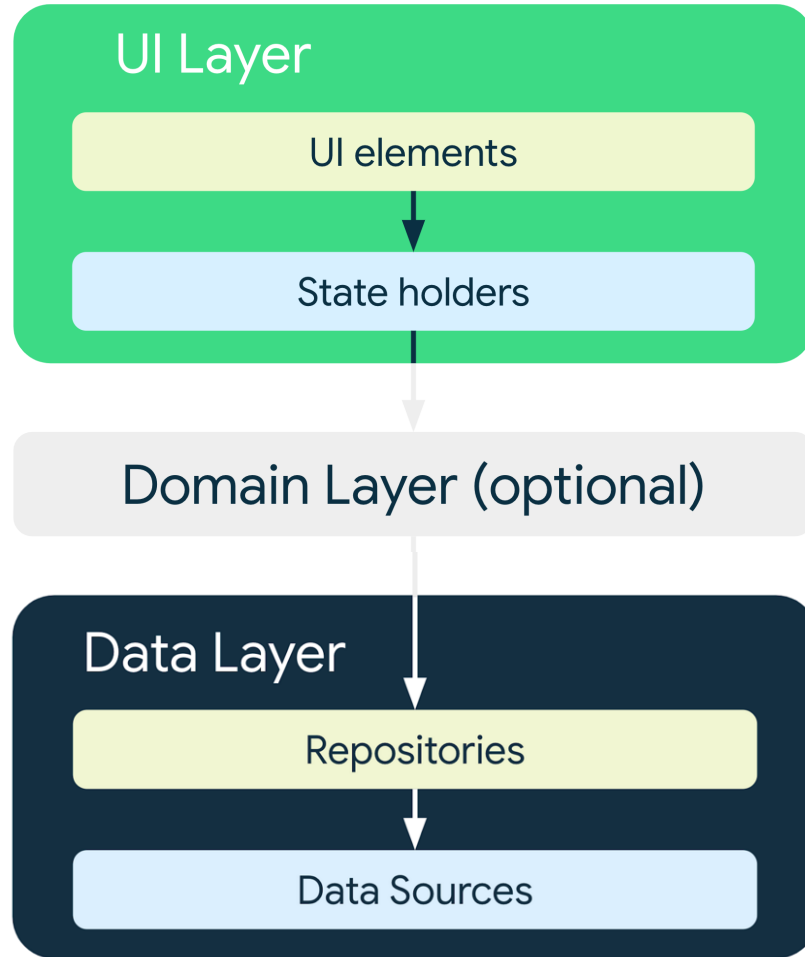 UI Layer
UI elements
State holders
Domain Layer (optional)
Data Layer
Repositories
Data Sources